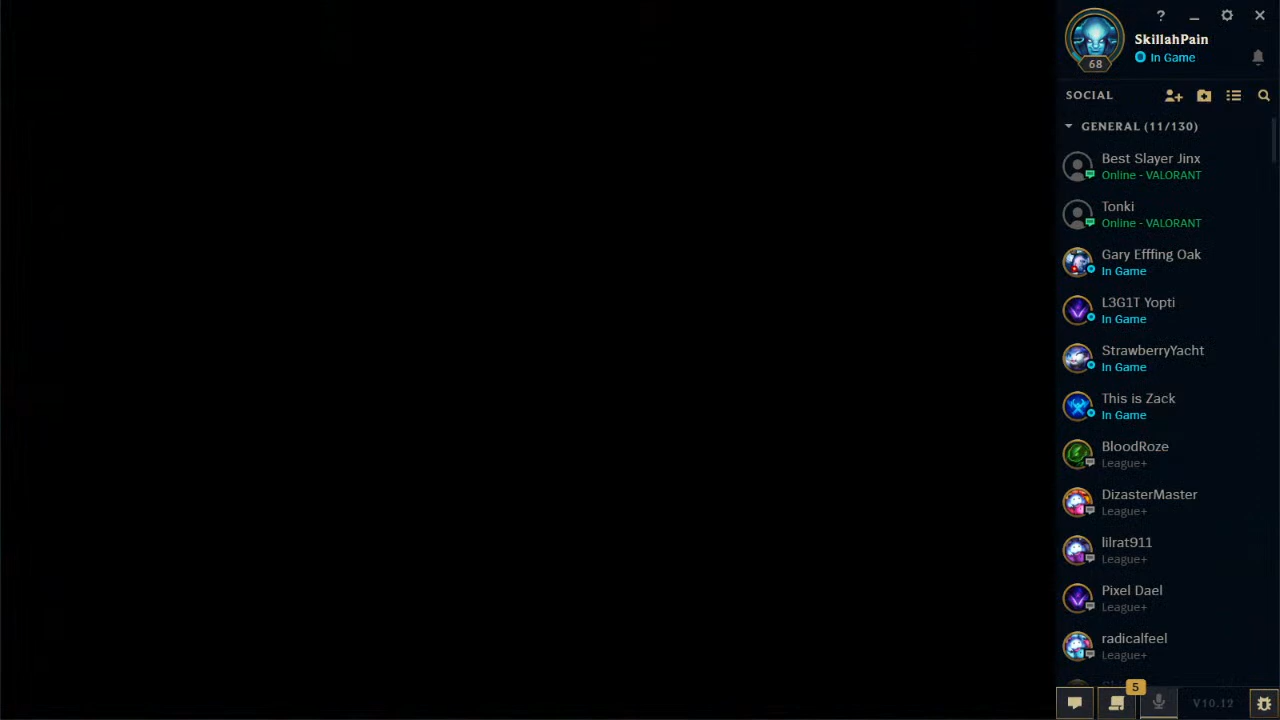 ?
SkillahPain
In Game
68
SOCIAL
GENERAL (11/130)
Best Slayer Jinx
Online - VALORANT
Tonki
Online - VALORANT
Gary Efffing Oak
In Game
L3G1T Yopti
In Game
StrawberryYacht
In Game
This is Zack
In Game
BloodRoze
League+
DizasterMaster
League+
lilrat911
League+
Pixel Dael
League+
radicalfeel
League+
5
V10.12